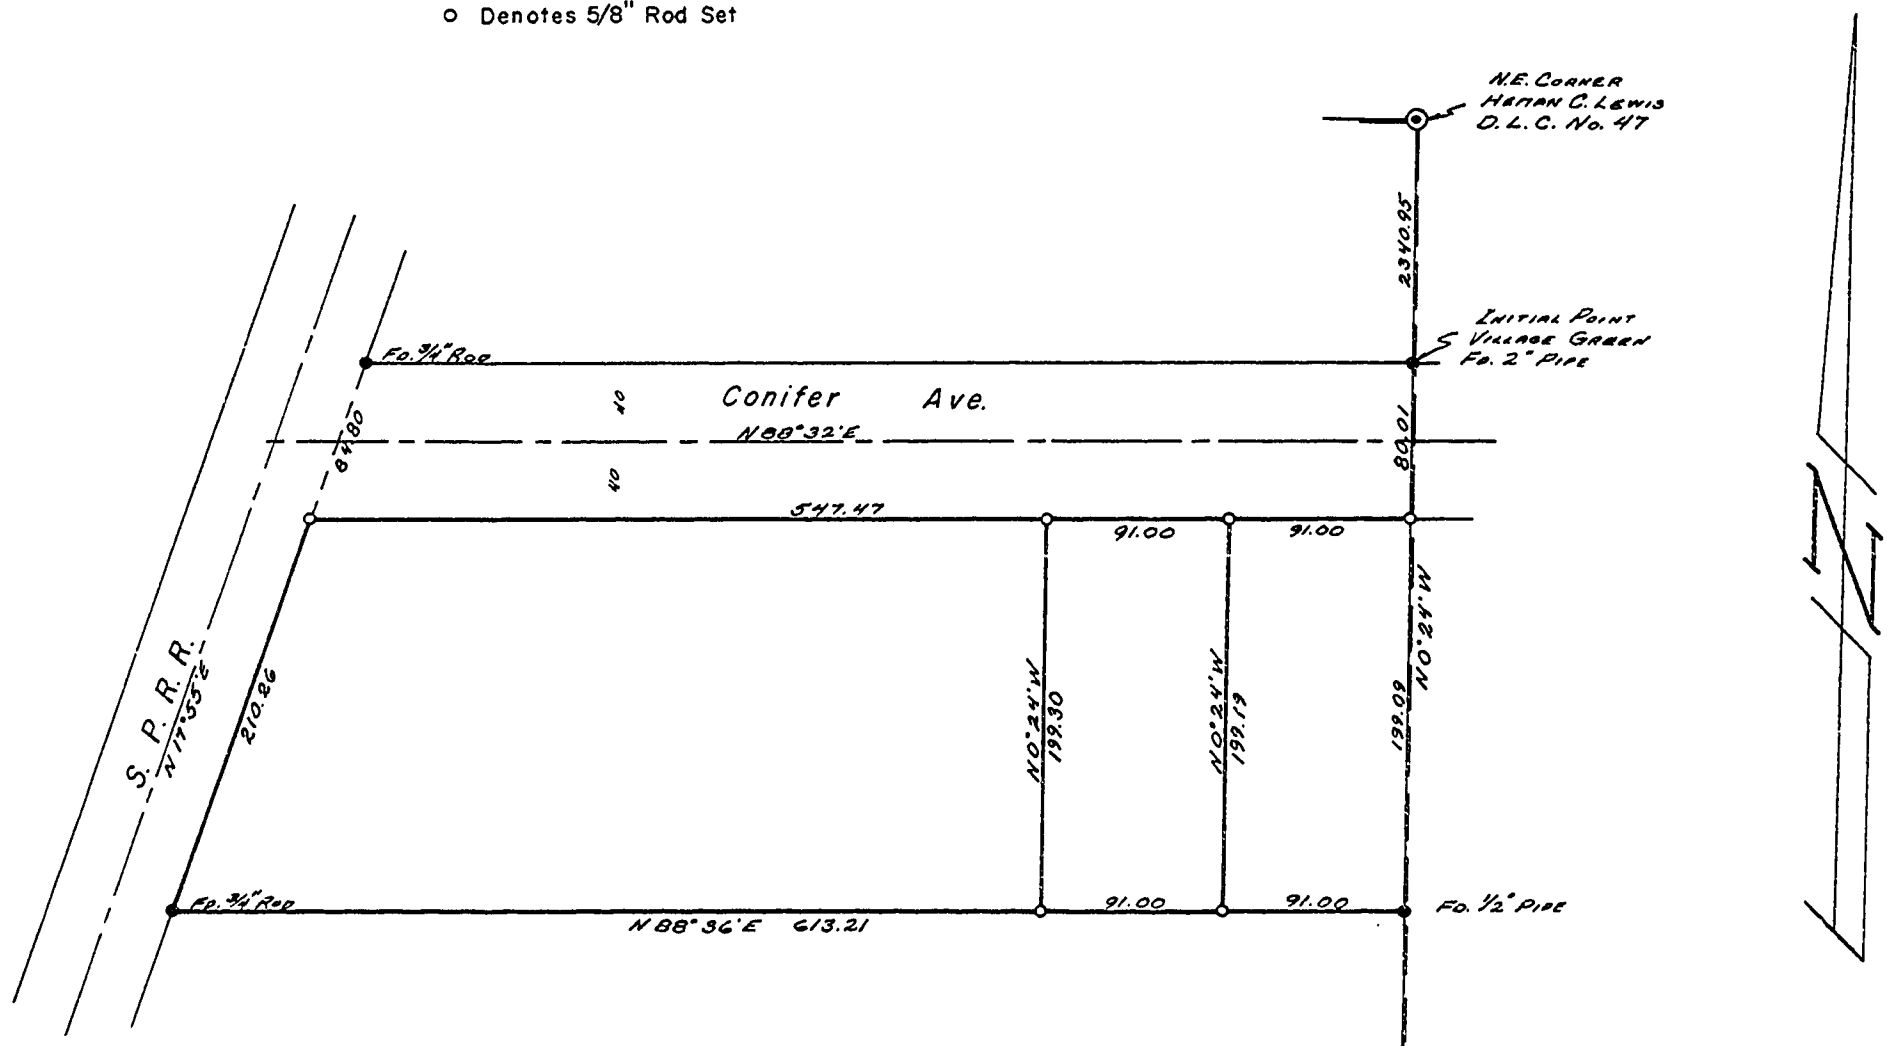 o Denotes 5/8" Rod Set
N.E. CORNER
HEMAN C. LEWIS
D. L. C. No. 47
2340.95
INITIAL POINT
VILLAGE GREEN
FD. 2" PIPE
FD. 3/4" ROD
Conifer Ave.
40
N 88°32' E
84.80
80.01
40
547.47
91.00
91.00
N 0°24' W
S. P. R. R.
N 17°55' E
210.26
N 0°24' W
199.30
N 0°24' W
199.19
199.09
N
FD. 3/4" ROD
91.00
91.00
FD. 1/2" PIPE
N 88°36' E 613.21